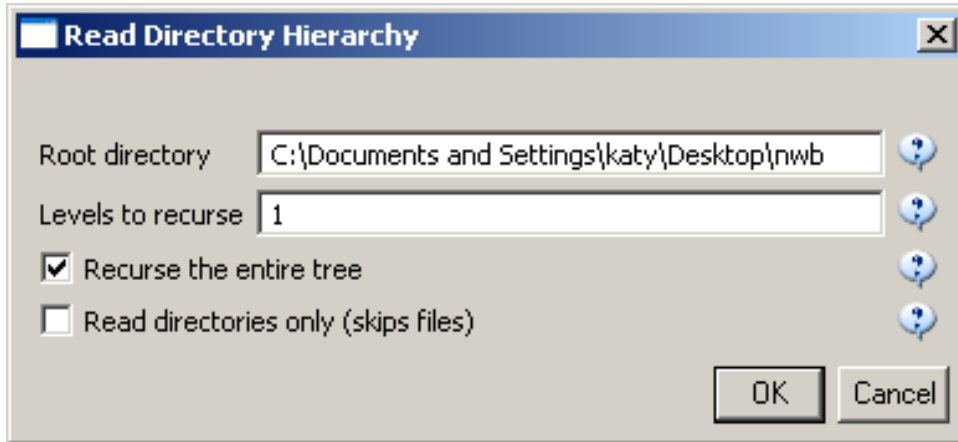 Read Directory Hierarchy
Root directory C:\Documents and Settings\katy\Desktop\nwb
Levels to recurse 1
Recurse the entire tree
Read directories only (skips files)
OK Cancel